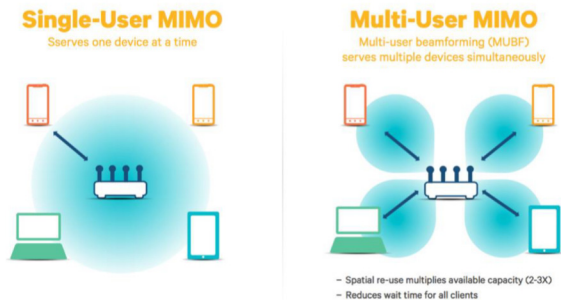 Single-User MIMO
Sserves one device at a time
Multi-User MIMO
Multi-user beamforming (MUBF)
serves multiple devices simultaneously
– Spatial re-use multiplies available capacity (2-3X)
– Reduces wait time for all clients